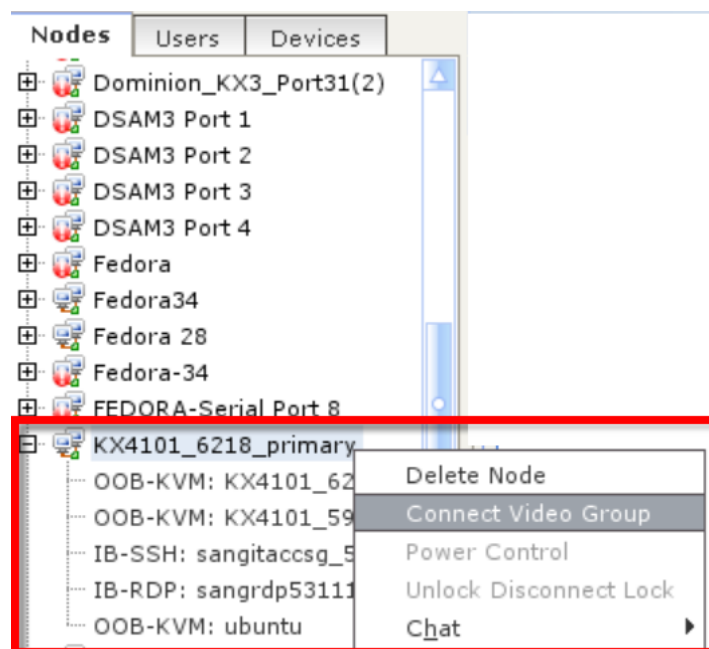 Nodes Users Devices
Dominion_KX3_Port31(2)
DSAM3 Port 1
DSAM3 Port 2
DSAM3 Port 3
DSAM3 Port 4
Fedora
Fedora34
Fedora 28
Fedora-34
FEDORA-Serial Port 8
KX4101_6218_primary
OOB-KVM: KX4101_62
OOB-KVM: KX4101_59
IB-SSH: sangitaccsg_5
IB-RDP: sangrdp53111
OOB-KVM: ubuntu
Delete Node
Connect Video Group
Power Control
Unlock Disconnect Lock
Chat